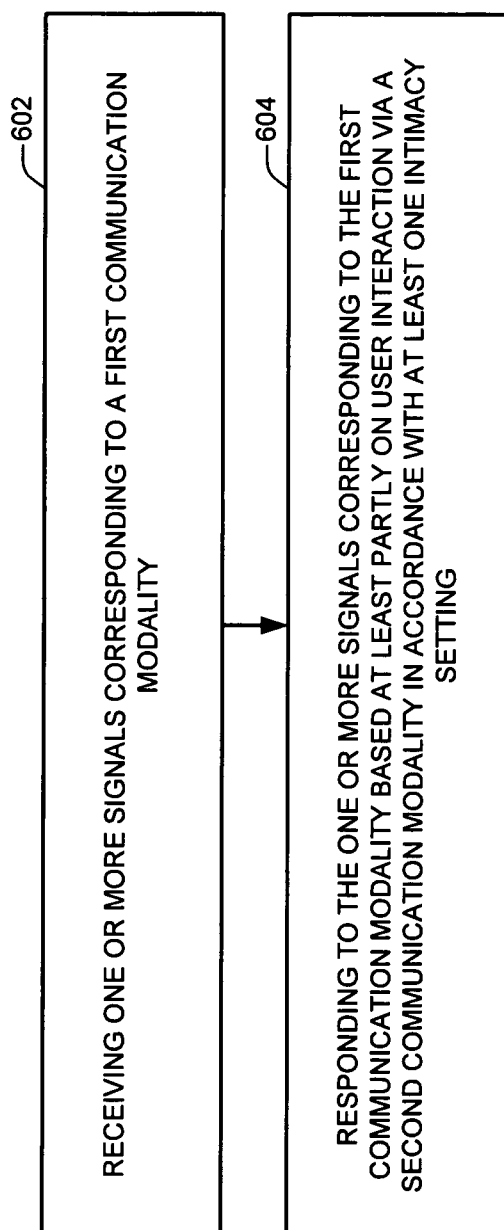 602
RECEIVING ONE OR MORE SIGNALS CORRESPONDING TO A FIRST COMMUNICATION
MODALITY
604
RESPONDING TO THE ONE OR MORE SIGNALS CORRESPONDING TO THE FIRST
COMMUNICATION MODALITY BASED AT LEAST PARTLY ON USER INTERACTION VIA A
SECOND COMMUNICATION MODALITY IN ACCORDANCE WITH AT LEAST ONE INTIMACY
SETTING